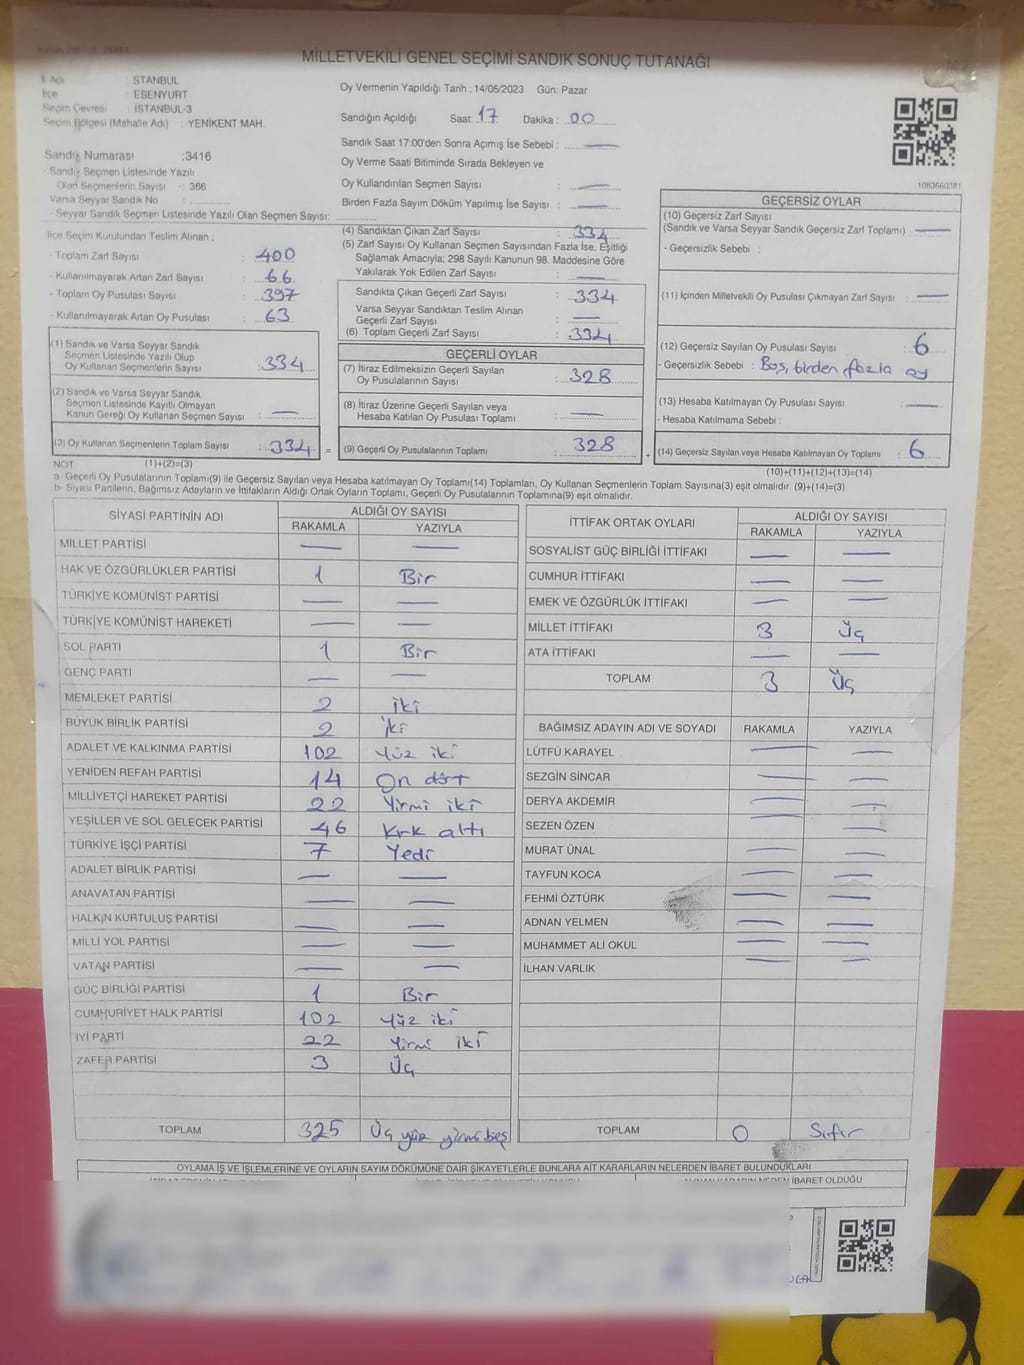 MİLLETVEKİLİ GENEL SEÇİMİ SANDIK SONUÇ TUTANAĞI
İl Adı : STANBUL
İlçe : ESENYURT
Seçim Çevresi : İSTANBUL-3
Seçim Bölgesi (Mahalle Adı) : YENİKENT MAH.
Sandık Numarası :3416
- Sandık Seçmen Listesinde Yazılı
Olan Seçmenlerin Sayısı : 366
Varsa Seyyar Sandık No :
- Seyyar Sandık Seçmen Listesinde Yazılı Olan Seçmen Sayısı:
İlçe Seçim Kurulundan Teslim Alınan ;
- Toplam Zarf Sayısı : 400
- Kullanılmayarak Artan Zarf Sayısı : 66
- Toplam Oy Pusulası Sayısı : 397
- Kullanılmayarak Artan Oy Pusulası : 63
(1) Sandık ve Varsa Seyyar Sandık
Seçmen Listesinde Yazılı Olup
Oy Kullanan Seçmenlerin Sayısı : 334
(2) Sandık ve Varsa Seyyar Sandık
Seçmen Listesinde Kayıtlı Olmayan
Kanun Gereği Oy Kullanan Seçmen Sayısı : —
(3) Oy Kullanan Seçmenlerin Toplam Sayısı : 334 =
Oy Vermenin Yapıldığı Tarih : 14/05/2023 Gün: Pazar
Sandığın Açıldığı Saat: 17 Dakika : 00
Sandık Saat 17:00'den Sonra Açımış İse Sebebi : —
Oy Verme Saati Bitiminde Sırada Bekleyen ve
Oy Kullandırılan Seçmen Sayısı : —
Birden Fazla Sayım Döküm Yapılmış İse Sayısı : —
(4) Sandıktan Çıkan Zarf Sayısı : 334
(5) Zarf Sayısı Oy Kullanan Seçmen Sayısından Fazla İse, Eşitliği
Sağlamak Amacıyla; 298 Sayılı Kanunun 98. Maddesine Göre
Yakılarak Yok Edilen Zarf Sayısı : —
Sandıkta Çıkan Geçerli Zarf Sayısı : 334
Varsa Seyyar Sandıktan Teslim Alınan
Geçerli Zarf Sayısı : —
(6) Toplam Geçerli Zarf Sayısı : 334
GEÇERLİ OYLAR
(7) İtiraz Edilmeksizin Geçerli Sayılan
Oy Pusulalarının Sayısı : 328
(8) İtiraz Üzerine Geçerli Sayılan veya
Hesaba Katılan Oy Pusulası Toplamı : —
(9) Geçerli Oy Pusulalarının Toplamı : 328 +
1083660381
GEÇERSİZ OYLAR
(10) Geçersiz Zarf Sayısı
(Sandık ve Varsa Seyyar Sandık Geçersiz Zarf Toplamı) : —
- Geçersizlik Sebebi :
(11) İçinden Milletvekili Oy Pusulası Çıkmayan Zarf Sayısı : —
(12) Geçersiz Sayılan Oy Pusulası Sayısı : 6
- Geçersizlik Sebebi : Boş, birden fazla oy
(13) Hesaba Katılmayan Oy Pusulası Sayısı : —
- Hesaba Katılmama Sebebi :
(14) Geçersiz Sayılan veya Hesaba Katılmayan Oy Toplamı : 6
NOT (1)+(2)=(3) (10)+(11)+(12)+(13)=(14)
a- Geçerli Oy Pusulalarının Toplamı(9) ile Geçersiz Sayılan veya Hesaba katılmayan Oy Toplamı(14) Toplamları, Oy Kullanan Seçmenlerin Toplam Sayısına(3) eşit olmalıdır. (9)+(14)=(3)
b- Siyasi Partilerin, Bağımsız Adayların ve İttifakların Aldığı Ortak Oyların Toplamı, Geçerli Oy Pusulalarının Toplamına(9) eşit olmalıdır.
SİYASİ PARTİNİN ADI ALDIĞI OY SAYISI
RAKAMLA YAZIYLA
MİLLET PARTİSİ — —
HAK VE ÖZGÜRLÜKLER PARTİSİ 1 Bir
TÜRKİYE KOMÜNİST PARTİSİ — —
TÜRKİYE KOMÜNİST HAREKETİ — —
SOL PARTİ 1 Bir
GENÇ PARTİ — —
MEMLEKET PARTİSİ 2 iki
BÜYÜK BİRLİK PARTİSİ 2 iki
ADALET VE KALKINMA PARTİSİ 102 Yüz iki
YENİDEN REFAH PARTİSİ 14 On dört
MİLLİYETÇİ HAREKET PARTİSİ 22 Yirmi iki
YEŞİLLER VE SOL GELECEK PARTİSİ 46 Kırk altı
TÜRKİYE İŞÇİ PARTİSİ 7 Yedi
ADALET BİRLİK PARTİSİ — —
ANAVATAN PARTİSİ — —
HALKIN KURTULUŞ PARTİSİ — —
MİLLİ YOL PARTİSİ — —
VATAN PARTİSİ — —
GÜÇ BİRLİĞİ PARTİSİ 1 Bir
CUMHURİYET HALK PARTİSİ 102 Yüz iki
İYİ PARTİ 22 Yirmi iki
ZAFER PARTİSİ 3 Üç
TOPLAM 325 Üç yüz yirmi beş
İTTİFAK ORTAK OYLARI ALDIĞI OY SAYISI
RAKAMLA YAZIYLA
SOSYALİST GÜÇ BİRLİĞİ İTTİFAKI — —
CUMHUR İTTİFAKI — —
EMEK VE ÖZGÜRLÜK İTTİFAKI — —
MİLLET İTTİFAKI 3 Üç
ATA İTTİFAKI — —
TOPLAM 3 Üç
BAĞIMSIZ ADAYIN ADI VE SOYADI RAKAMLA YAZIYLA
LÜTFÜ KARAYEL — —
SEZGİN SİNCAR — —
DERYA AKDEMİR — —
SEZEN ÖZEN — —
MURAT ÜNAL — —
TAYFUN KOCA — —
FEHMİ ÖZTÜRK — —
ADNAN YELMEN — —
MUHAMMET ALİ OKUL — —
İLHAN VARLIK — —
TOPLAM 0 Sıfır
OYLAMA İŞ VE İŞLEMLERİNE VE OYLARIN SAYIM DÖKÜMÜNE DAİR ŞİKAYETLERLE BUNLARA AİT KARARLARIN NELERDEN İBARET BULUNDUKLARI
İBARET OLDUĞU